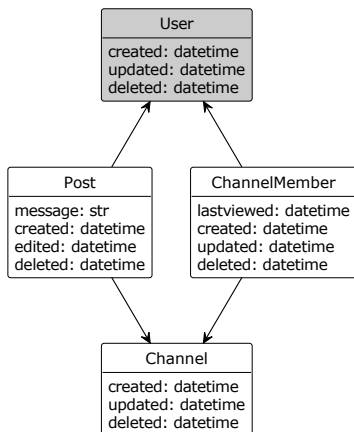 User
created: datetime
updated: datetime
deleted: datetime
Post
message: str
created: datetime
edited: datetime
deleted: datetime
ChannelMember
lastviewed: datetime
created: datetime
updated: datetime
deleted: datetime
Channel
created: datetime
updated: datetime
deleted: datetime